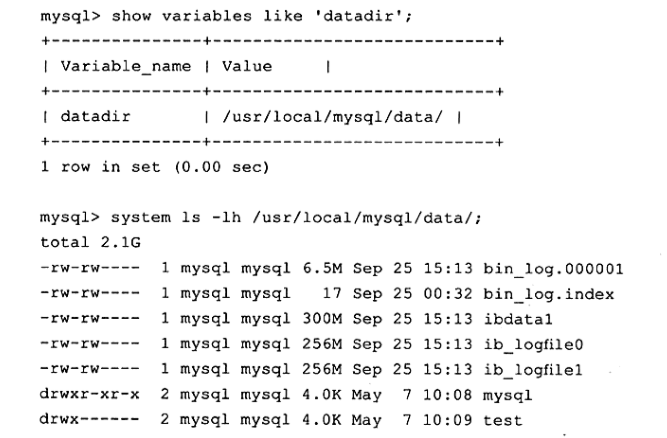 mysql> show variables like 'datadir';
+---------------+----------------------------+
| Variable_name | Value     |
+---------------+----------------------------+
| datadir       | /usr/local/mysql/data/ |
+---------------+----------------------------+
1 row in set (0.00 sec)

mysql> system ls -lh /usr/local/mysql/data/;
total 2.1G
-rw-rw----  1 mysql mysql 6.5M Sep 25 15:13 bin_log.000001
-rw-rw----  1 mysql mysql   17 Sep 25 00:32 bin_log.index
-rw-rw----  1 mysql mysql 300M Sep 25 15:13 ibdata1
-rw-rw----  1 mysql mysql 256M Sep 25 15:13 ib_logfile0
-rw-rw----  1 mysql mysql 256M Sep 25 15:13 ib_logfile1
drwxr-xr-x  2 mysql mysql 4.0K May  7 10:08 mysql
drwx------  2 mysql mysql 4.0K May  7 10:09 test